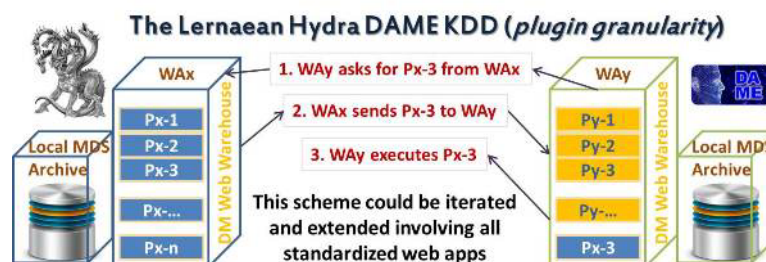 The Lernaean Hydra DAME KDD (plugin granularity)
WAx
1. WAy asks for Px-3 from WAx
WAy
DA
ME
Px-1
Px-2
Px-3
Px-...
Px-n
DM Web Warehouse
2. WAx sends Px-3 to WAy
3. WAy executes Px-3
Py-1
Py-2
Py-3
Py-...
Px-3
DM Web Warehouse
Local MDS
Archive
Local MDS
Archive
This scheme could be iterated
and extended involving all
standardized web apps